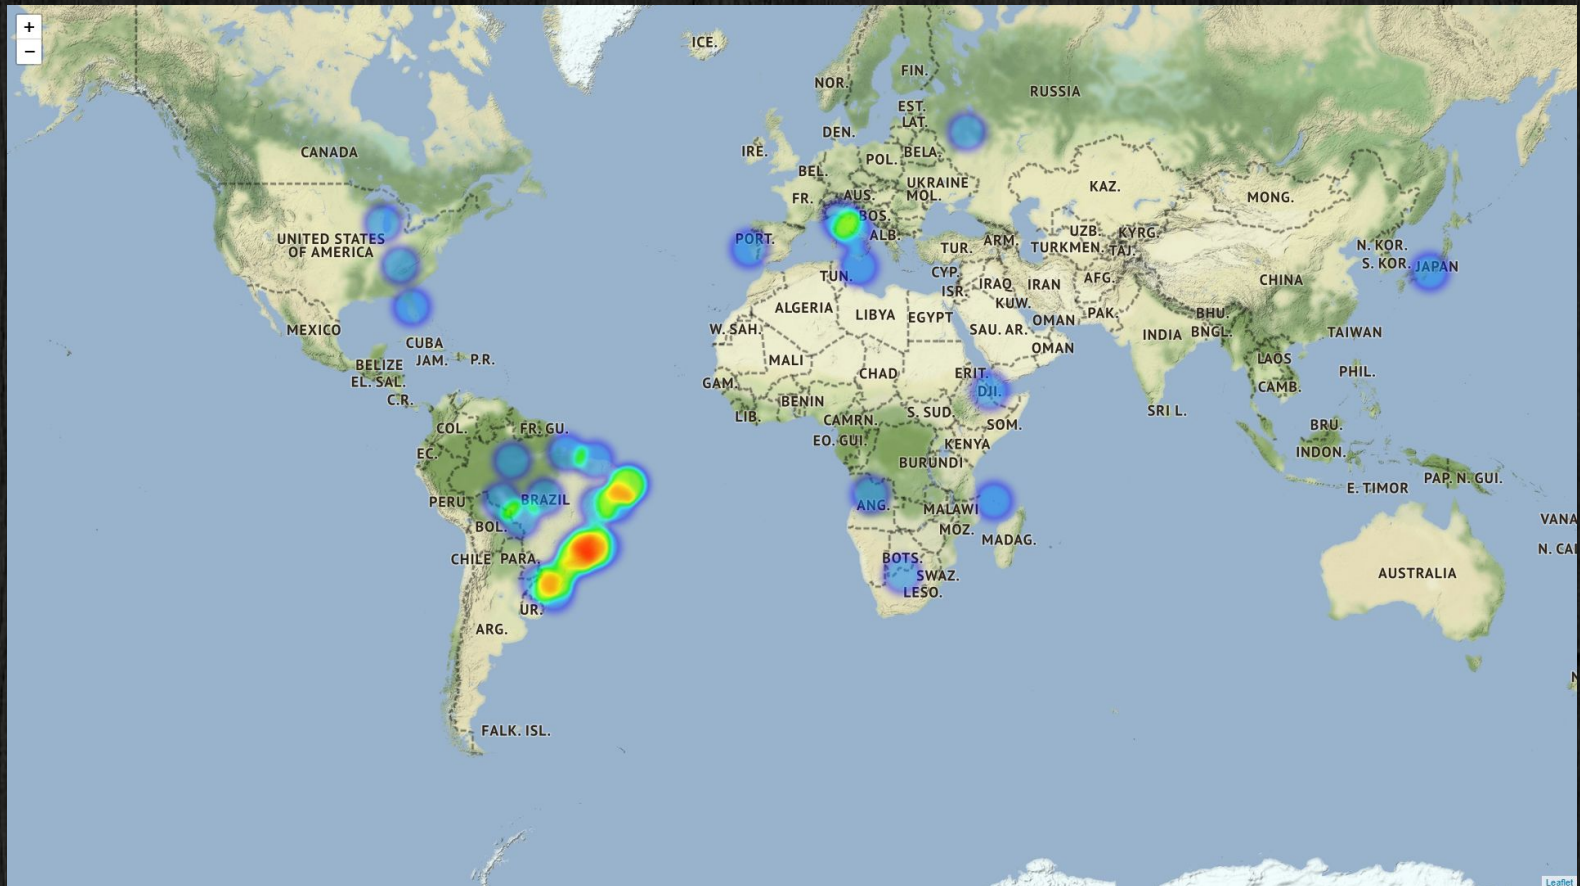 +
−
ICE.
NOR.
FIN.
RUSSIA
EST.
LAT.
DEN.
IRE.
CANADA
POL.
BELA.
BEL.
UKRAINE
MOL.
FR.
AUS.
KAZ.
MONG.
BOS.
ALB.
UNITED STATES
OF AMERICA
PORT.
TUR.
ARM.
UZB.
KYRG.
TURKMEN.
TAJ.
N. KOR.
S. KOR.
JAPAN
TUN.
CYP.
ISR.
IRAQ
IRAN
AFG.
CHINA
ALGERIA
LIBYA
EGYPT
KUW.
PAK.
BHU.
BNGL.
OMAN
MEXICO
W. SAH.
SAU. AR.
INDIA
TAIWAN
CUBA
JAM.
P.R.
BELIZE
EL. SAL.
C.R.
MALI
CHAD
OMAN
LAOS
ERIT.
DJI.
PHIL.
CAMB.
GAM.
BENIN
LIB.
CAMRN.
S. SUD.
SOM.
SRI L.
COL.
FR. GU.
EO. GUI.
KENYA
BRU.
EC.
BURUNDI
INDON.
PERU
BRAZIL
ANG.
MALAWI
E. TIMOR
PAP. N. GUI.
BOL.
MOZ.
MADAG.
VANA
N. CAL
CHILE
PARA.
BOTS.
SWAZ.
LESO.
AUSTRALIA
UR.
ARG.
N
FALK. ISL.
Leaflet